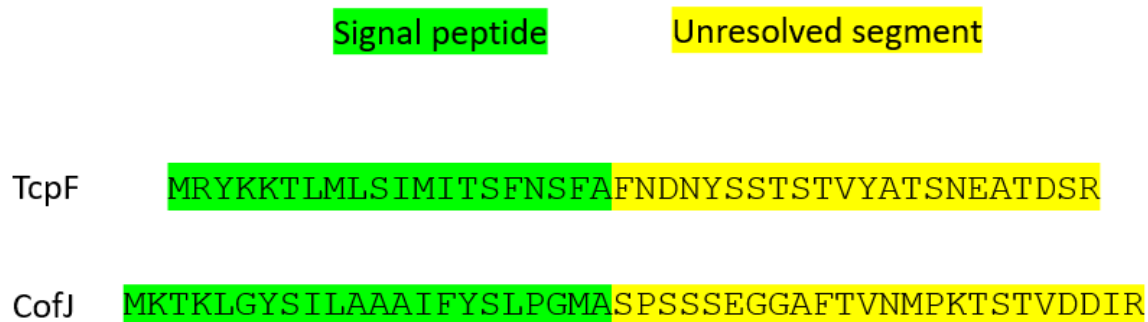 Signal peptide Unresolved segment
TcpF MRYKKTLMLSIMITSFNSFAFNDNYSSTSTVYATSNEATDSR
CofJ MKTKLGYSILAAAIFYSLPGMASPSSSEGGAFTVNMPKTSTVDDIR